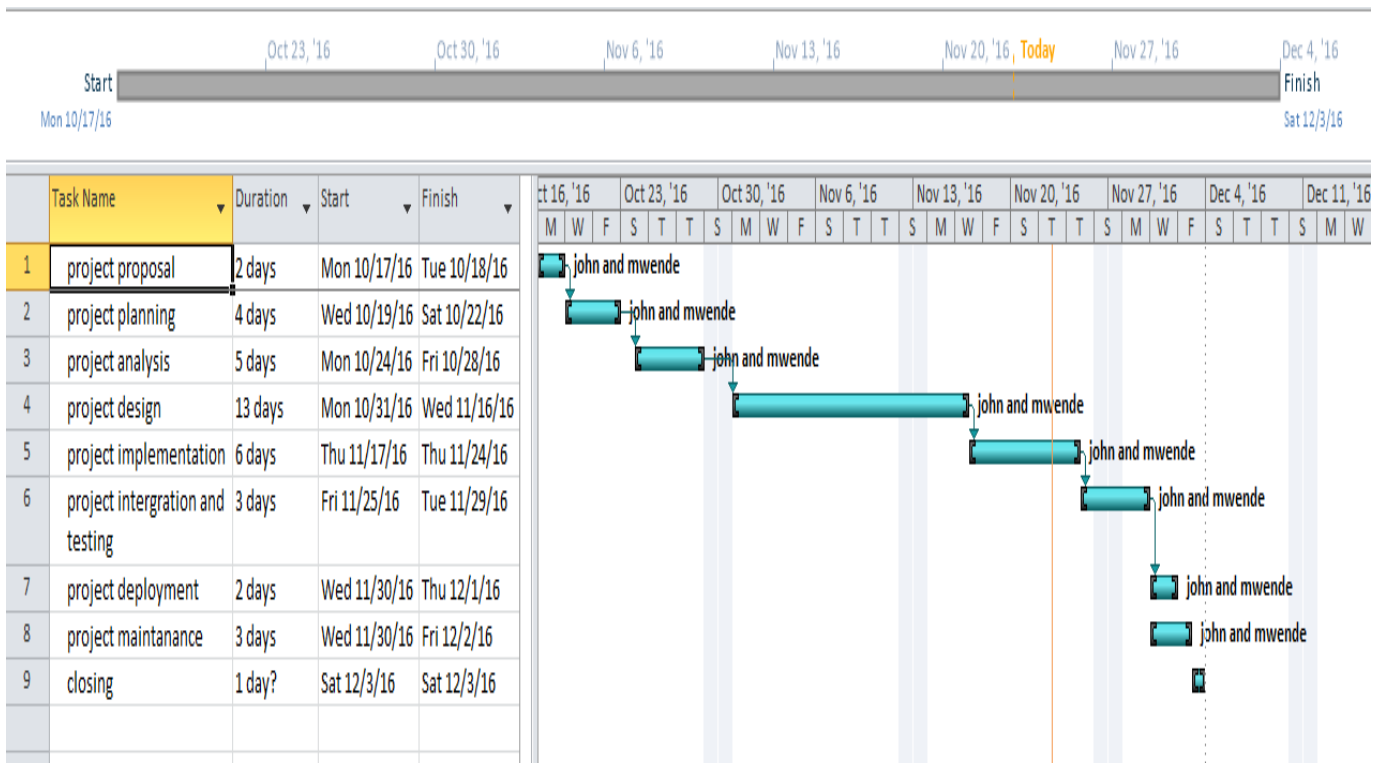 Oct 23, '16 Oct 30, '16 Nov 6, '16 Nov 13, '16 Nov 20, '16 Today Nov 27, '16 Dec 4, '16
Start Finish
Mon 10/17/16 Sat 12/3/16
Task Name Duration Start Finish ct 16, '16 Oct 23, '16 Oct 30, '16 Nov 6, '16 Nov 13, '16 Nov 20, '16 Nov 27, '16 Dec 4, '16 Dec 11, '16
M W F S T T S M W F S T T S M W F S T T S M W F S T T S M W
1 project proposal 2 days Mon 10/17/16 Tue 10/18/16 john and mwende
2 project planning 4 days Wed 10/19/16 Sat 10/22/16 john and mwende
3 project analysis 5 days Mon 10/24/16 Fri 10/28/16 john and mwende
4 project design 13 days Mon 10/31/16 Wed 11/16/16 john and mwende
5 project implementation 6 days Thu 11/17/16 Thu 11/24/16 john and mwende
6 project intergration and 3 days Fri 11/25/16 Tue 11/29/16 john and mwende
testing
7 project deployment 2 days Wed 11/30/16 Thu 12/1/16 john and mwende
8 project maintanance 3 days Wed 11/30/16 Fri 12/2/16 john and mwende
9 closing 1 day? Sat 12/3/16 Sat 12/3/16